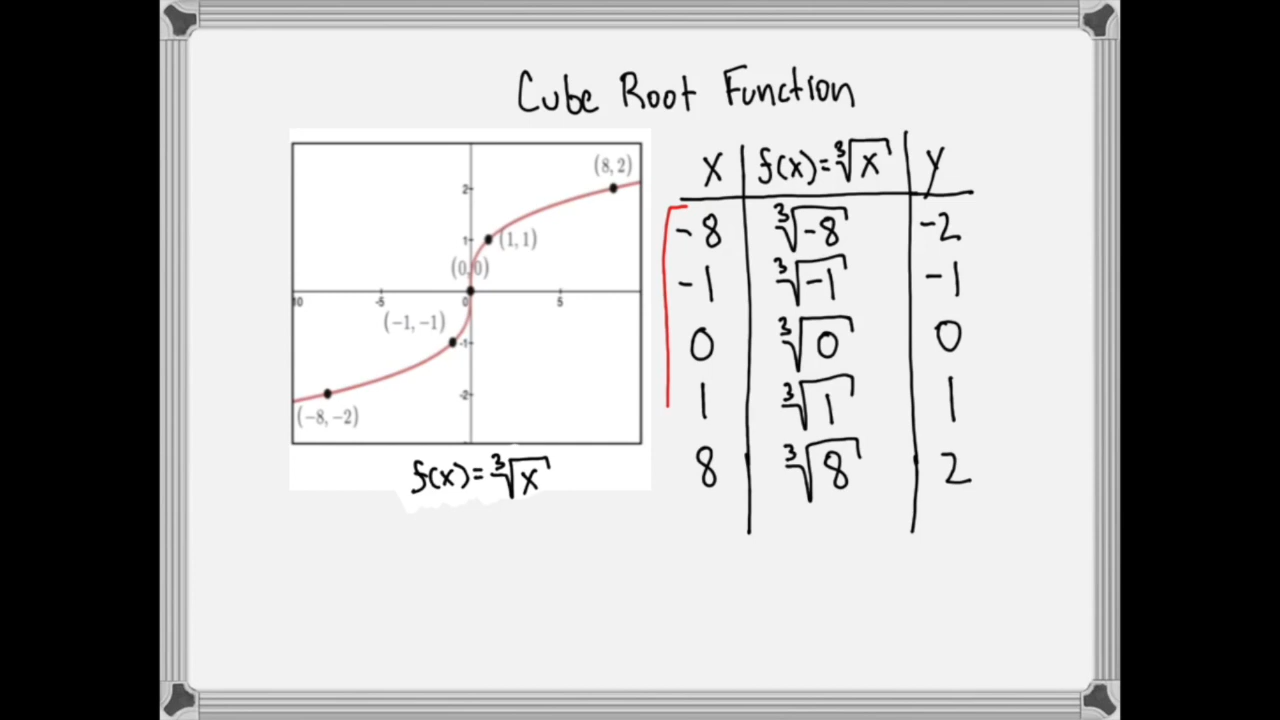 Cube Root Function
(8, 2)
2
1
(1, 1)
(0, 0)
10 -5 0 5
(−1, −1)
-1
-2
(−8, −2)
f(x)=∛x
x f(x)=∛x y
-8 ∛-8 -2
-1 ∛-1 -1
0 ∛0 0
1 ∛1 1
8 ∛8 2